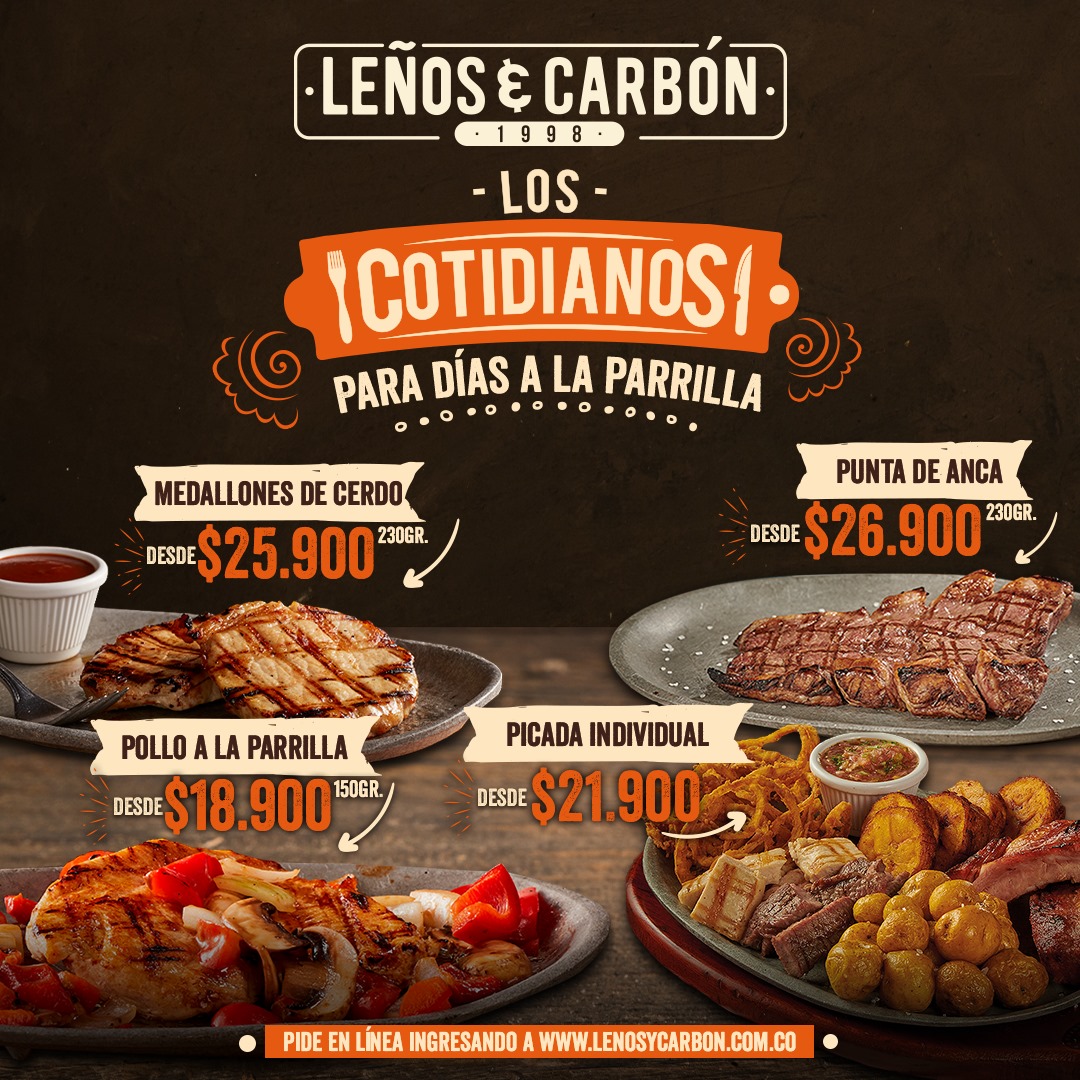 ·LEÑOS & CARBÓN·
· 1998 ·
- LOS -
COTIDIANOS
PARA DÍAS A LA PARRILLA
MEDALLONES DE CERDO
DESDE $25.900 230GR.
PUNTA DE ANCA
DESDE $26.900 230GR.
POLLO A LA PARRILLA
DESDE $18.900 150GR.
PICADA INDIVIDUAL
DESDE $21.900
PIDE EN LÍNEA INGRESANDO A WWW.LENOSYCARBON.COM.CO